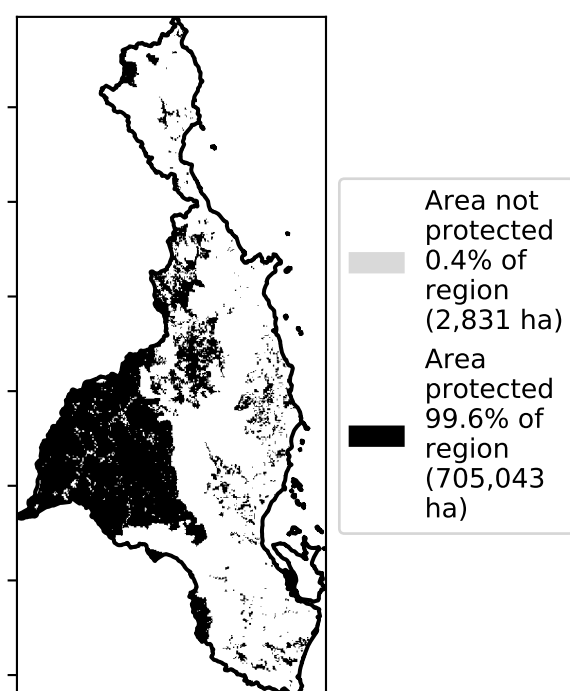 Area not
protected
0.4% of
region
(2,831 ha)
Area
protected
99.6% of
region
(705,043
ha)